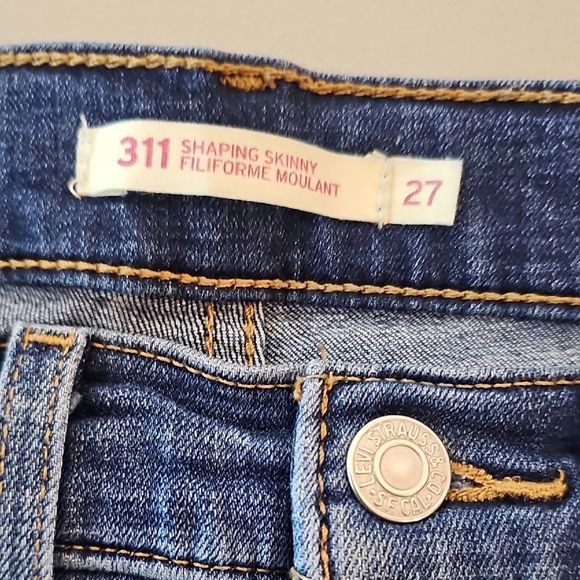 311 SHAPING SKINNY
FILIFORME MOULANT
27
LEVI STRAUSS & CO
S.F. CAL